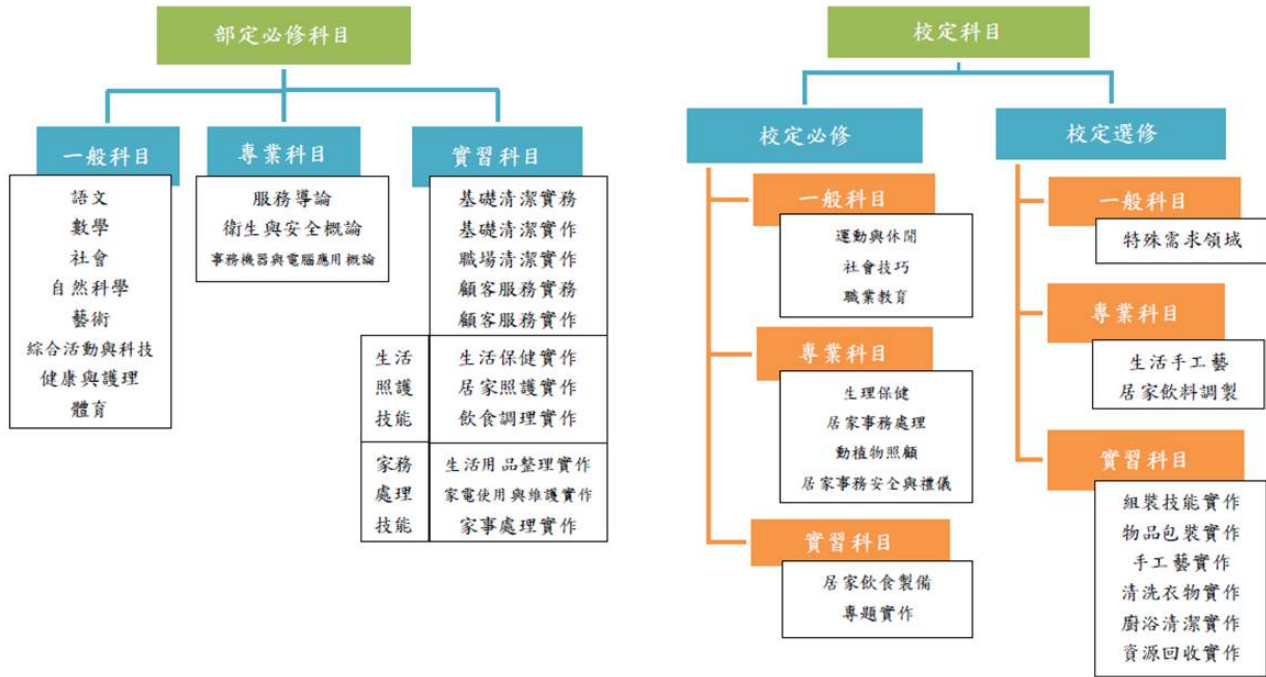 部定必修科目
一般科目
語文
數學
社會
自然科學
藝術
綜合活動與科技
健康與護理
體育
專業科目
服務導論
衛生與安全概論
事務機器與電腦應用概論
實習科目
基礎清潔實務
基礎清潔實作
職場清潔實作
顧客服務實務
顧客服務實作
生活
照護
技能
生活保健實作
居家照護實作
飲食調理實作
家務
處理
技能
生活用品整理實作
家電使用與維護實作
家事處理實作
校定科目
校定必修
一般科目
運動與休閒
社會技巧
職業教育
專業科目
生理保健
居家事務處理
動植物照顧
居家事務安全與禮儀
實習科目
居家飲食製備
專題實作
校定選修
一般科目
特殊需求領域
專業科目
生活手工藝
居家飲料調製
實習科目
組裝技能實作
物品包裝實作
手工藝實作
清洗衣物實作
廚浴清潔實作
資源回收實作